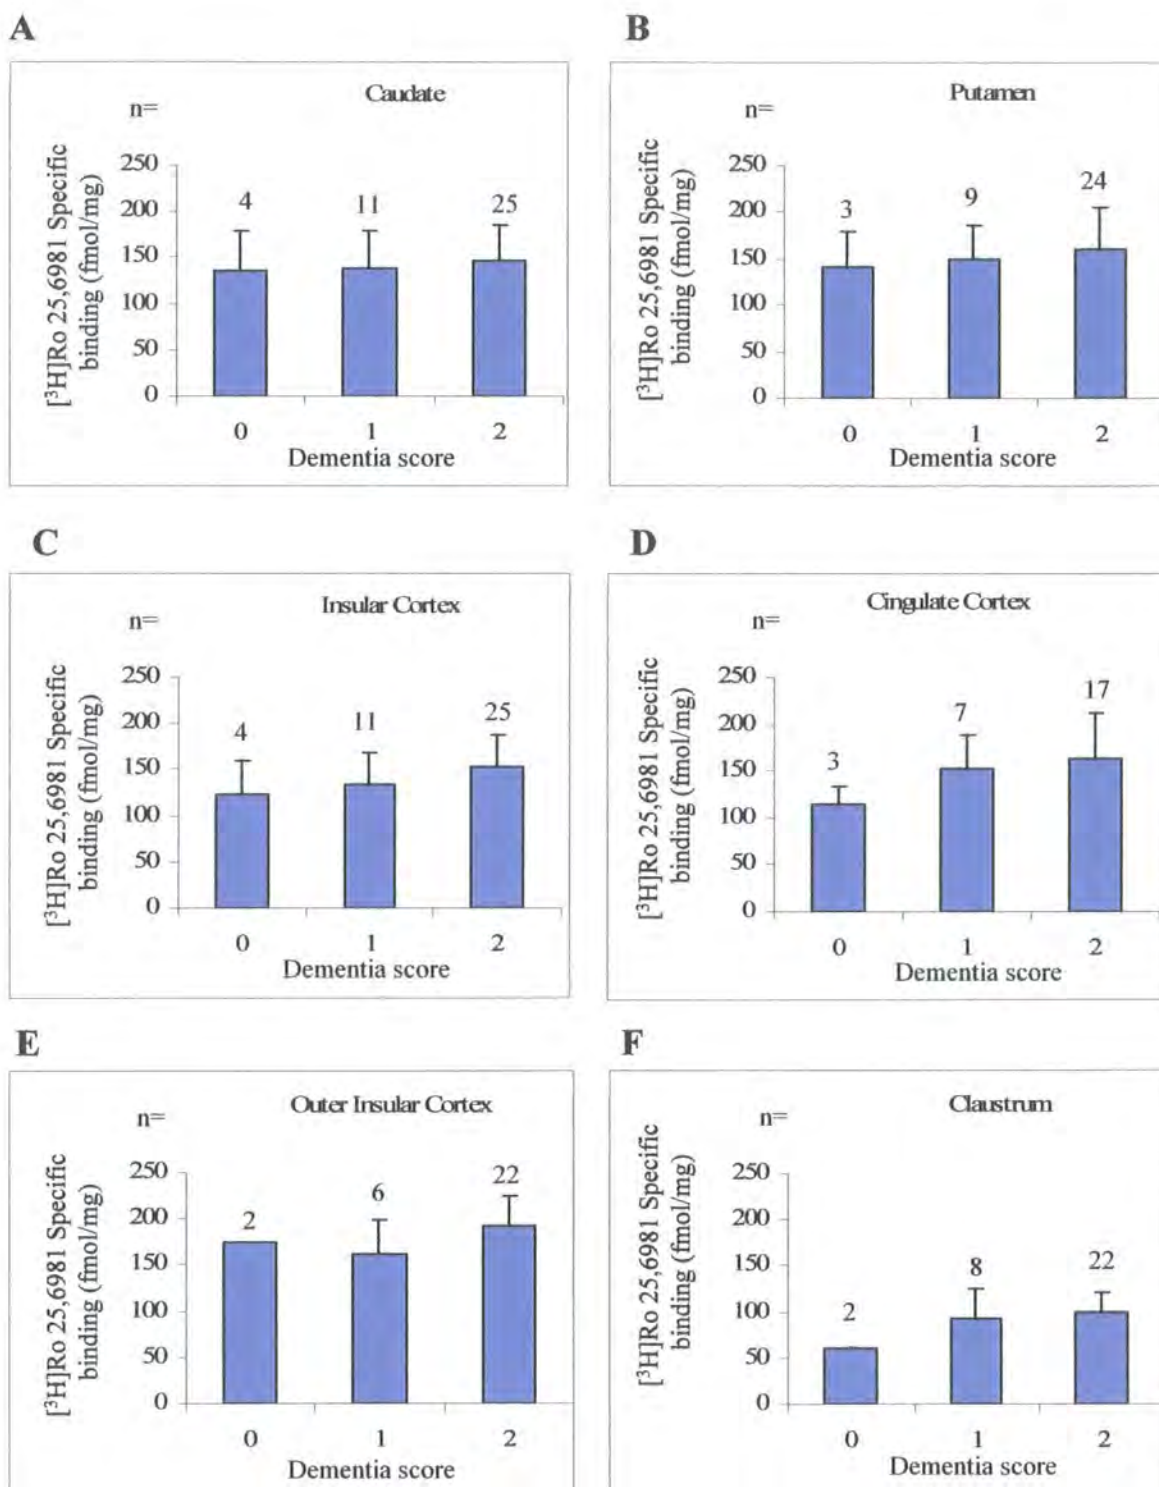 A
Caudate
n=
[³H]Ro 25,6981 Specific
binding (fmol/mg)
250
200
150
100
50
0
4
11
25
0
1
2
Dementia score
B
Putamen
n=
[³H]Ro 25,6981 Specific
binding (fmol/mg)
250
200
150
100
50
0
3
9
24
0
1
2
Dementia score
C
Insular Cortex
n=
[³H]Ro 25,6981 Specific
binding (fmol/mg)
250
200
150
100
50
0
4
11
25
0
1
2
Dementia score
D
Cingulate Cortex
n=
[³H]Ro 25,6981 Specific
binding (fmol/mg)
250
200
150
100
50
0
3
7
17
0
1
2
Dementia score
E
Outer Insular Cortex
n=
[³H]Ro 25,6981 Specific
binding (fmol/mg)
250
200
150
100
50
0
2
6
22
0
1
2
Dementia score
F
Claustrum
n=
[³H]Ro 25,6981 Specific
binding (fmol/mg)
250
200
150
100
50
0
2
8
22
0
1
2
Dementia score